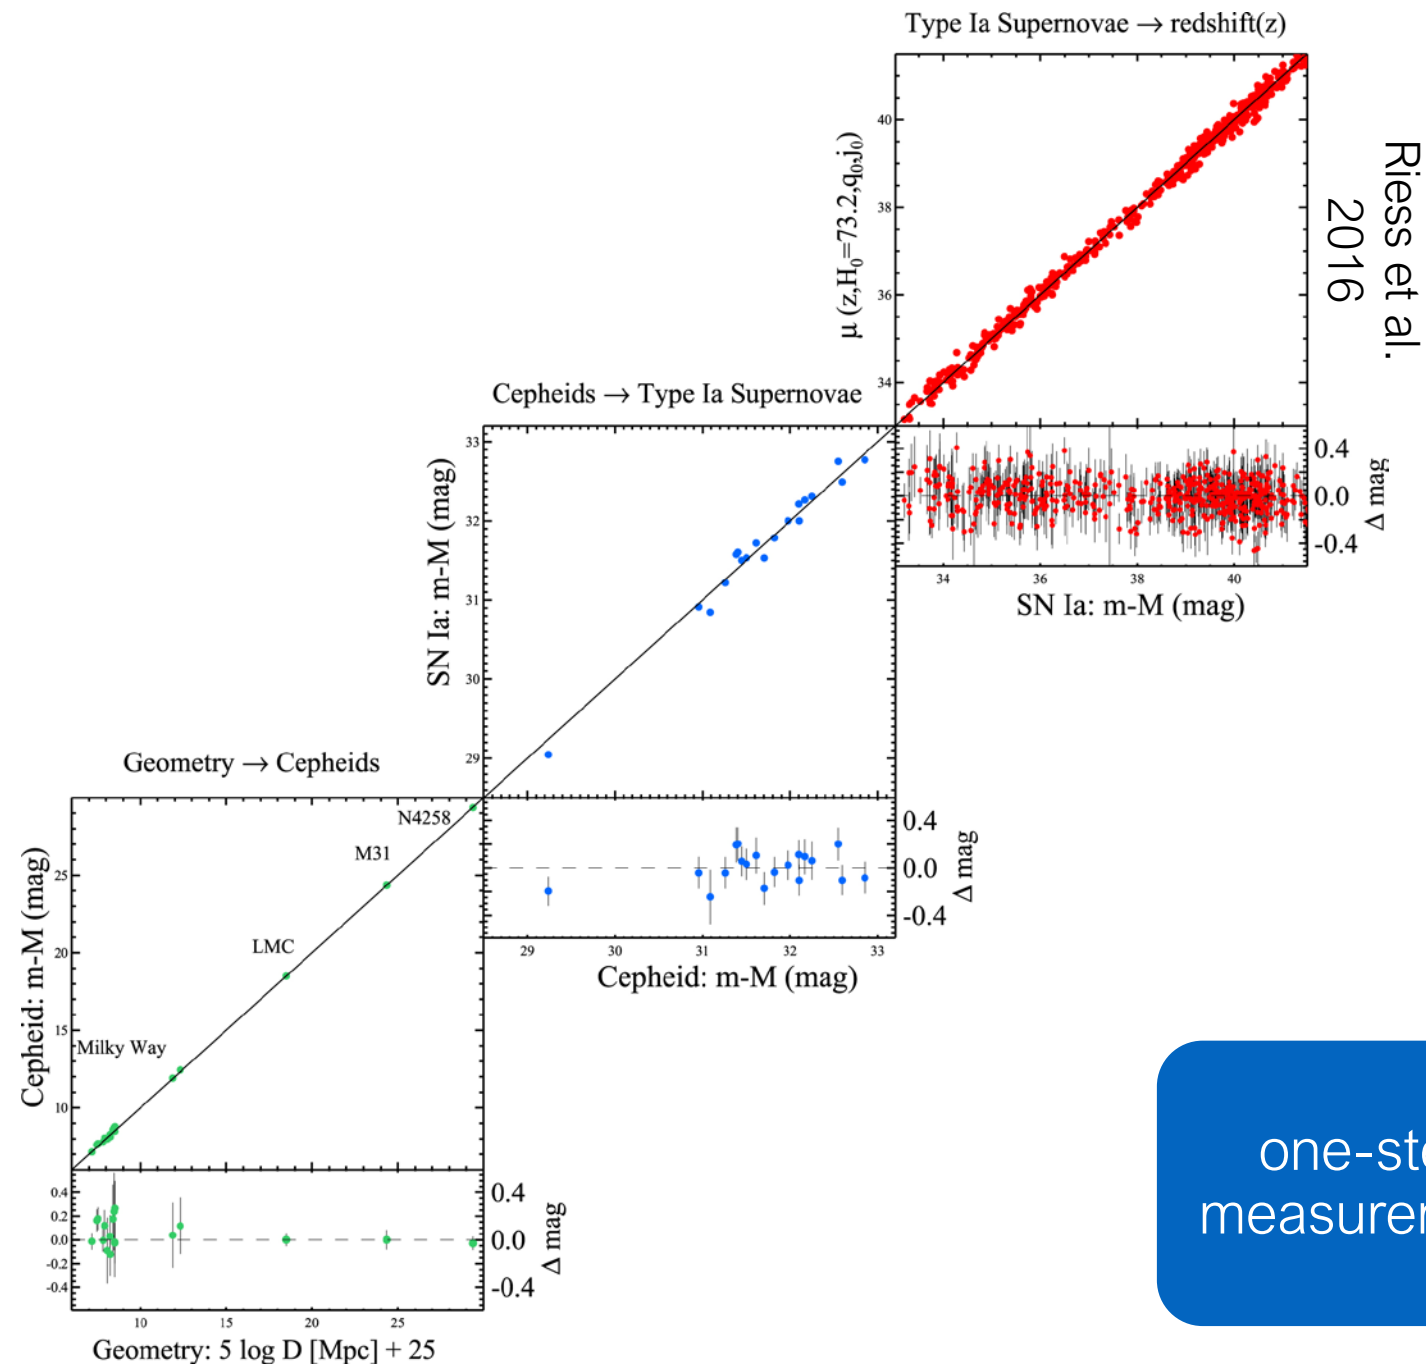 Type Ia Supernovae → redshift(z)
40
38
36
34
μ (z,H₀=73.2,q₀,j₀)
Riess et al.
2016
0.4
0.0
-0.4
Δ mag
34 36 38 40
SN Ia: m-M (mag)
Cepheids → Type Ia Supernovae
33
32
31
30
29
SN Ia: m-M (mag)
0.4
0.0
-0.4
Δ mag
29 30 31 32 33
Cepheid: m-M (mag)
Geometry → Cepheids
N4258
M31
LMC
Milky Way
25
20
15
10
Cepheid: m-M (mag)
0.4
0.2
0.0
-0.2
-0.4
0.4
0.0
-0.4
Δ mag
10 15 20 25
Geometry: 5 log D [Mpc] + 25